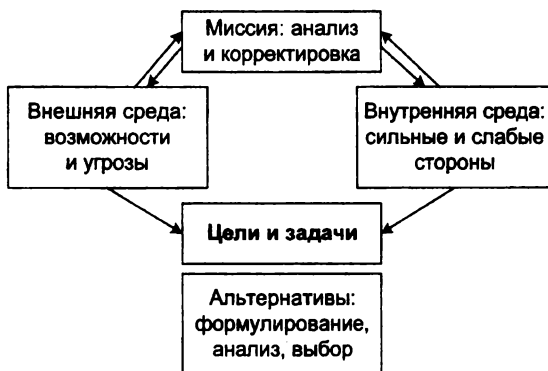 Миссия: анализ
и корректировка
Внешняя среда:
возможности
и угрозы
Внутренняя среда:
сильные и слабые
стороны
Цели и задачи
Альтернативы:
формулирование,
анализ, выбор